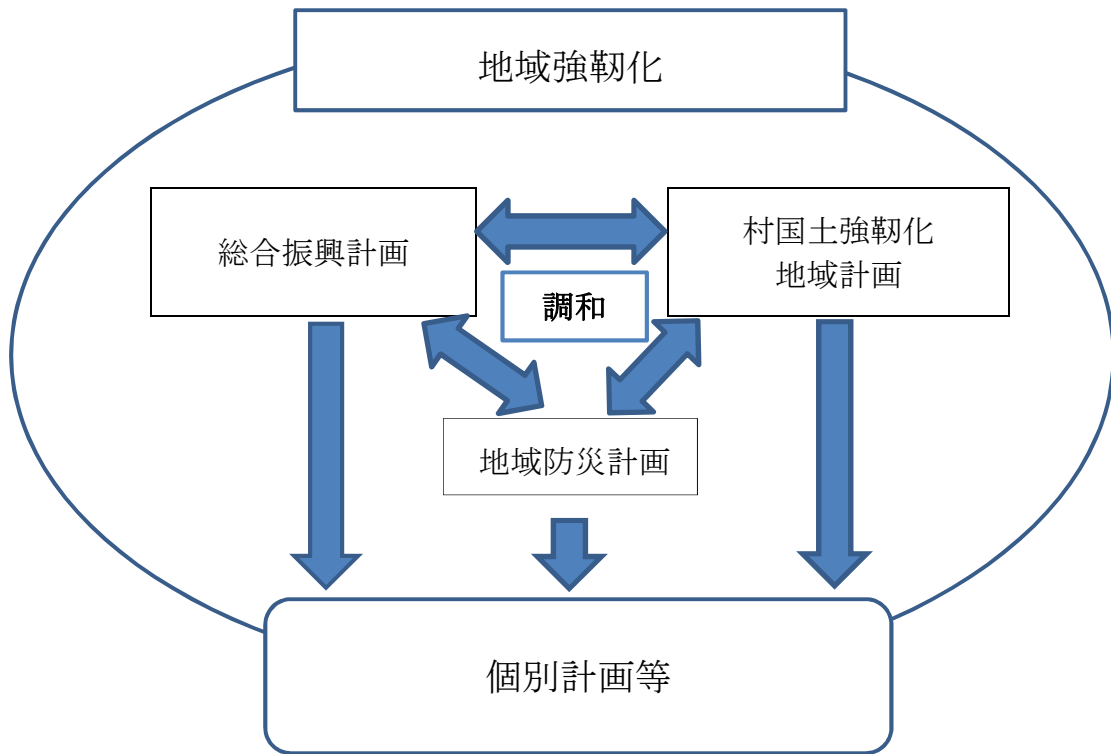 地域強靭化
総合振興計画
村国土強靭化
地域計画
調和
地域防災計画
個別計画等